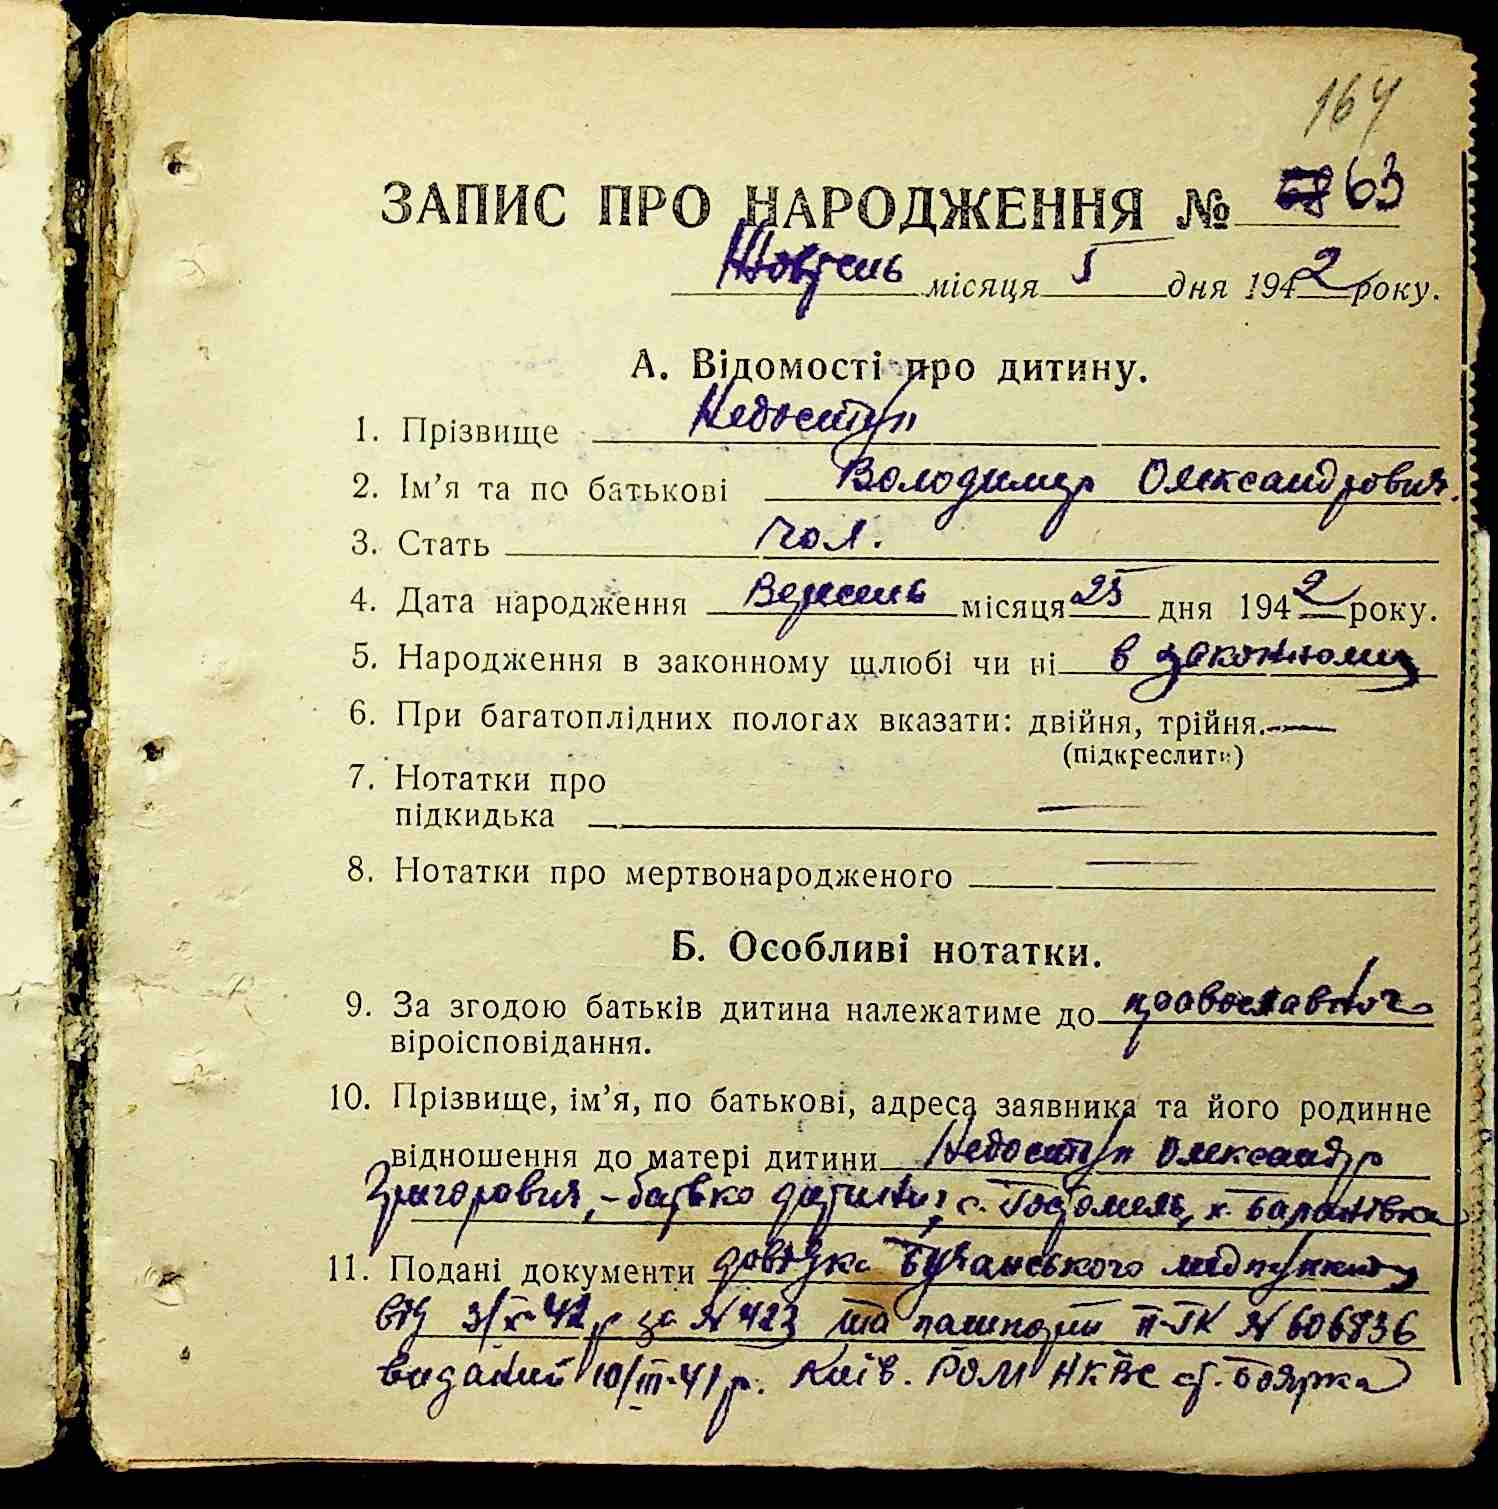 164
ЗАПИС ПРО НАРОДЖЕННЯ № 63
Жовтень місяця 5 дня 1942 року.
А. Відомості про дитину.
1. Прізвище Недоступ
2. Ім’я та по батькові Володимир Олександрович.
3. Стать Чол.
4. Дата народження Вересень місяця 25 дня 1942 року.
5. Народження в законному шлюбі чи ні в законному
6. При багатоплідних пологах вказати: двійня, трійня.—
(підкреслити)
7. Нотатки про
підкидька —
8. Нотатки про мертвонародженого —
Б. Особливі нотатки.
9. За згодою батьків дитина належатиме до православного
віроісповідання.
10. Прізвище, ім’я, по батькові, адреса заявника та його родинне
відношення до матері дитини Недоступ Олександр
Григорович, - батько дитини, с. Гостомель, х. Баланівка
11. Подані документи довідка Бучанського медпункту
від 3/X-42 р за № 423 та пашпорт П-ТК № 606836
виданий 10/III-41 р. Київ. РОМ НКВС ст. Боярка